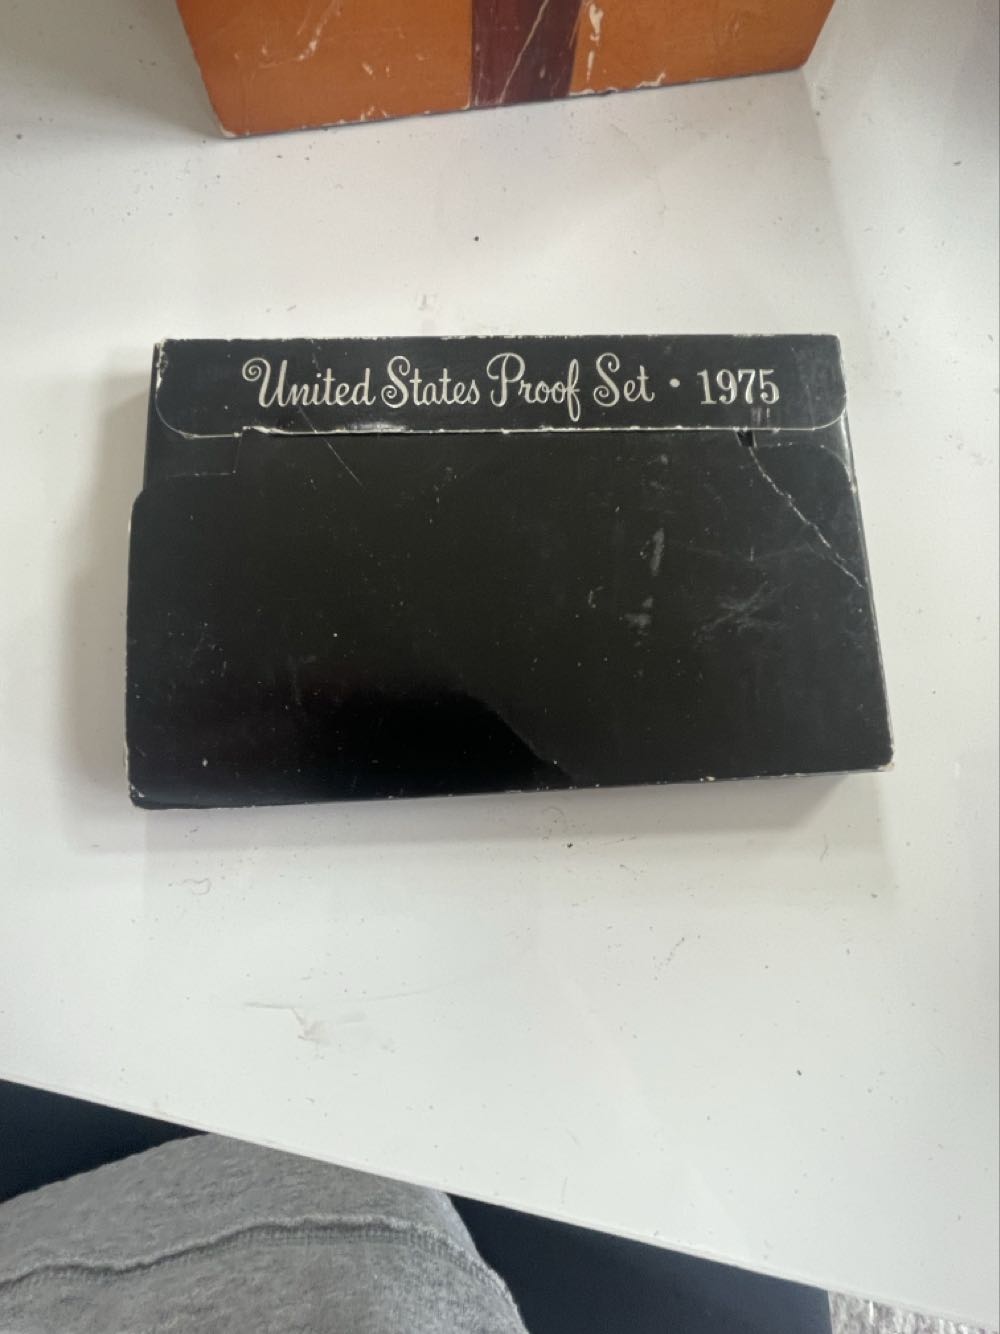 United States Proof Set • 1975